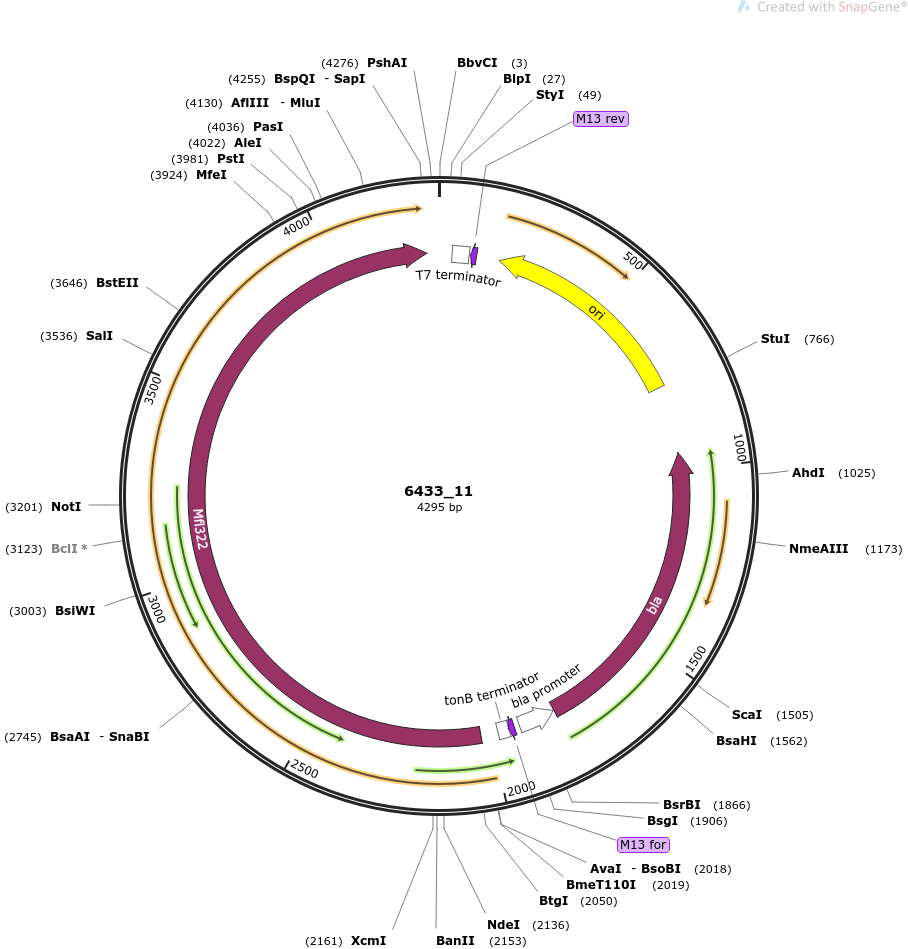 Created with SnapGene®
(4276) PshAI
BbvCI (3)
(4255) BspQI - SapI
BlpI (27)
(4130) AflIII - MluI
StyI (49)
(4036) PasI
M13 rev
(4022) AleI
(3981) PstI
(3924) MfeI
4000
500
T7 terminator
(3646) BstEII
ori
(3536) SalI
StuI (766)
3500
1000
AhdI (1025)
6433_11
4295 bp
(3201) NotI
Mfl322
(3123) BclI *
NmeAIII (1173)
(3003) BsiWI
3000
bla
1500
tonB terminator
bla promoter
ScaI (1505)
(2745) BsaAI - SnaBI
BsaHI (1562)
2500
2000
BsrBI (1866)
BsgI (1906)
M13 for
AvaI - BsoBI (2018)
BmeT110I (2019)
BtgI (2050)
NdeI (2136)
(2161) XcmI
BanII (2153)